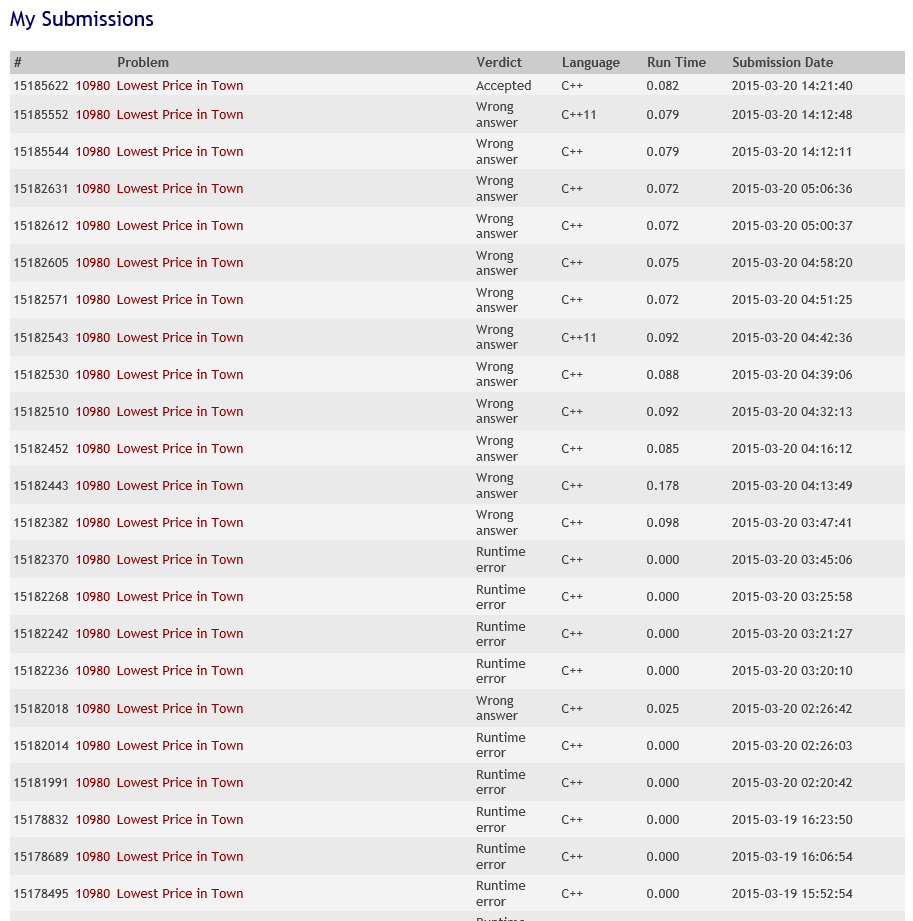 My Submissions
# Problem Verdict Language Run Time Submission Date
15185622 10980 Lowest Price in Town Accepted C++ 0.082 2015-03-20 14:21:40
15185552 10980 Lowest Price in Town Wrong answer C++11 0.079 2015-03-20 14:12:48
15185544 10980 Lowest Price in Town Wrong answer C++ 0.079 2015-03-20 14:12:11
15182631 10980 Lowest Price in Town Wrong answer C++ 0.072 2015-03-20 05:06:36
15182612 10980 Lowest Price in Town Wrong answer C++ 0.072 2015-03-20 05:00:37
15182605 10980 Lowest Price in Town Wrong answer C++ 0.075 2015-03-20 04:58:20
15182571 10980 Lowest Price in Town Wrong answer C++ 0.072 2015-03-20 04:51:25
15182543 10980 Lowest Price in Town Wrong answer C++11 0.092 2015-03-20 04:42:36
15182530 10980 Lowest Price in Town Wrong answer C++ 0.088 2015-03-20 04:39:06
15182510 10980 Lowest Price in Town Wrong answer C++ 0.092 2015-03-20 04:32:13
15182452 10980 Lowest Price in Town Wrong answer C++ 0.085 2015-03-20 04:16:12
15182443 10980 Lowest Price in Town Wrong answer C++ 0.178 2015-03-20 04:13:49
15182382 10980 Lowest Price in Town Wrong answer C++ 0.098 2015-03-20 03:47:41
15182370 10980 Lowest Price in Town Runtime error C++ 0.000 2015-03-20 03:45:06
15182268 10980 Lowest Price in Town Runtime error C++ 0.000 2015-03-20 03:25:58
15182242 10980 Lowest Price in Town Runtime error C++ 0.000 2015-03-20 03:21:27
15182236 10980 Lowest Price in Town Runtime error C++ 0.000 2015-03-20 03:20:10
15182018 10980 Lowest Price in Town Wrong answer C++ 0.025 2015-03-20 02:26:42
15182014 10980 Lowest Price in Town Runtime error C++ 0.000 2015-03-20 02:26:03
15181991 10980 Lowest Price in Town Runtime error C++ 0.000 2015-03-20 02:20:42
15178832 10980 Lowest Price in Town Runtime error C++ 0.000 2015-03-19 16:23:50
15178689 10980 Lowest Price in Town Runtime error C++ 0.000 2015-03-19 16:06:54
15178495 10980 Lowest Price in Town Runtime error C++ 0.000 2015-03-19 15:52:54